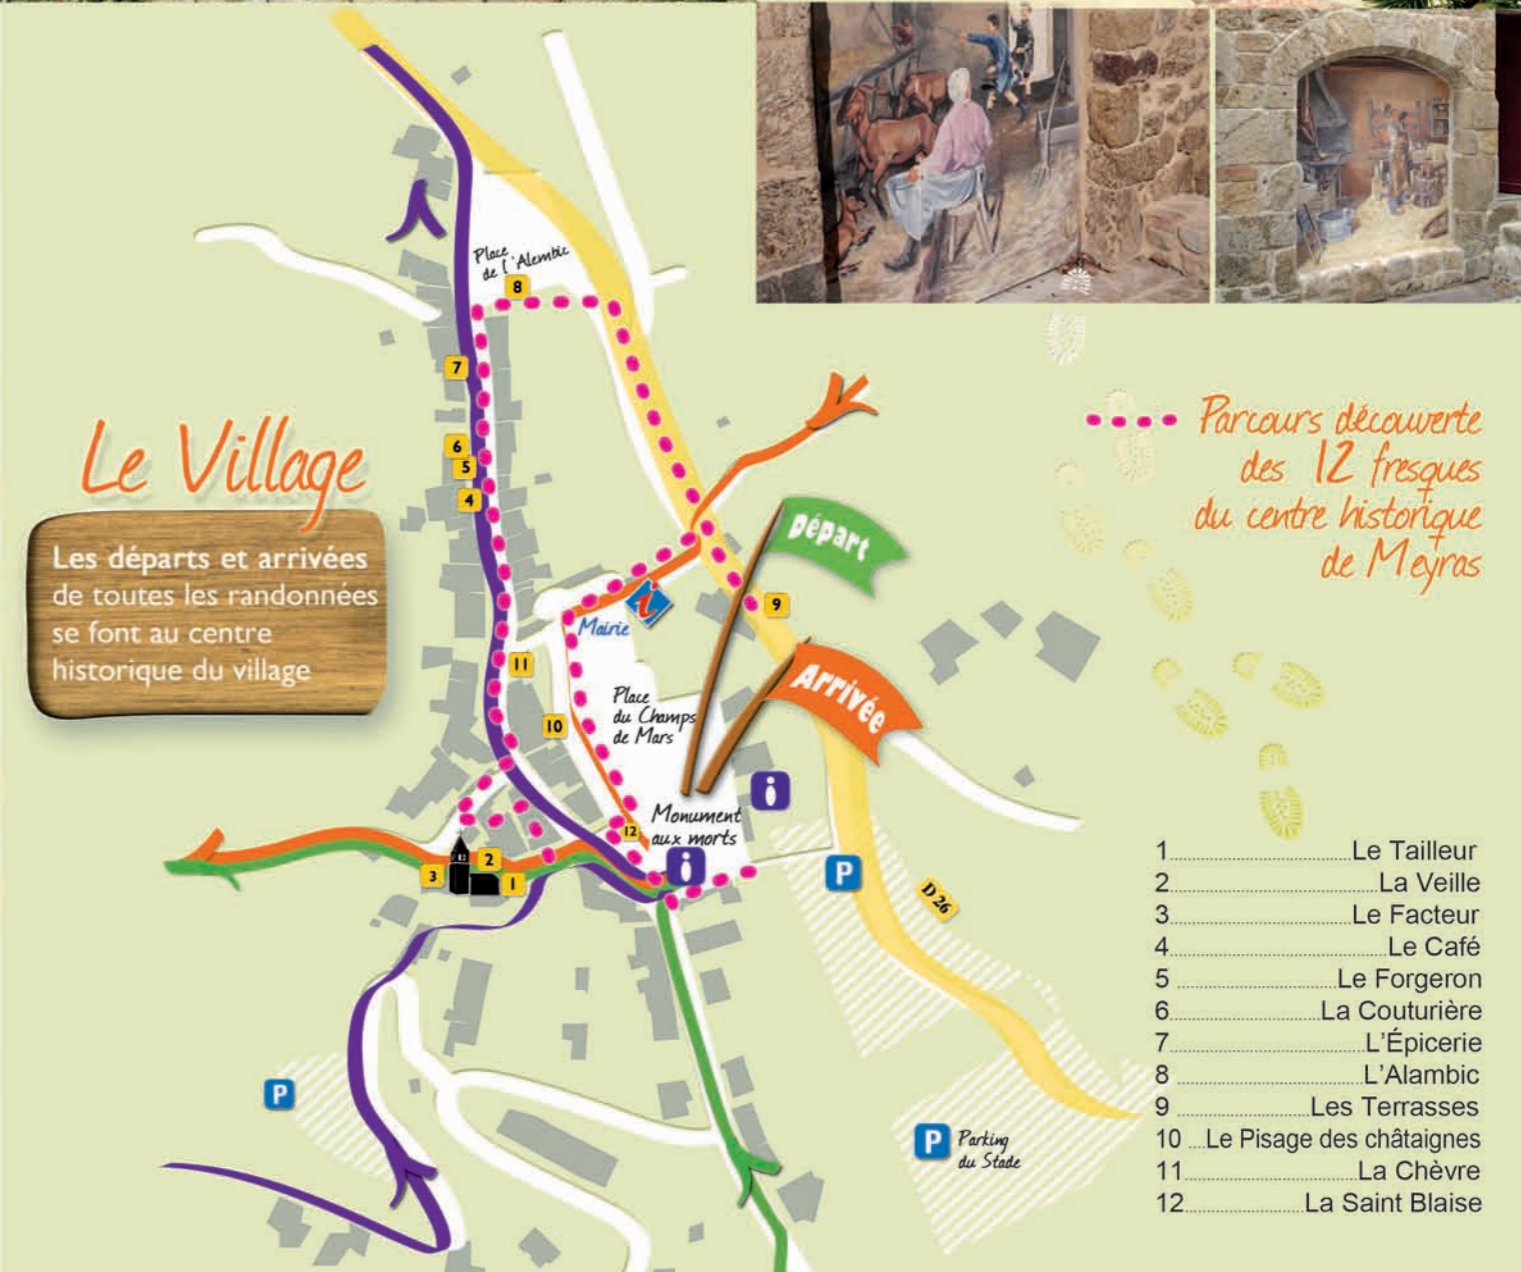 Place
de l'Alembic
8
7
6
5
4
Le Village
Les départs et arrivées
de toutes les randonnées
se font au centre
historique du village
Parcours découverte
des 12 fresques
du centre historique
de Meyras
Départ
9
Mairie
i
Arrivée
11
10
Place
du Champs
de Mars
i
Monument
aux morts
12
i
3
2
1
P
D 26
P
P
Parking
du Stade
1 Le Tailleur
2 La Veille
3 Le Facteur
4 Le Café
5 Le Forgeron
6 La Couturière
7 L'Épicerie
8 L'Alambic
9 Les Terrasses
10 Le Pisage des châtaignes
11 La Chèvre
12 La Saint Blaise